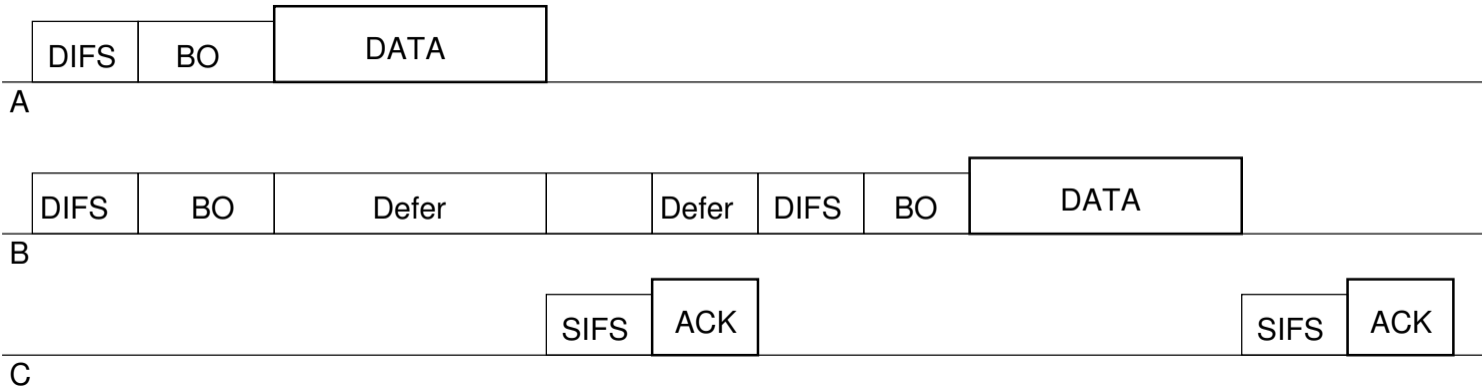 DIFS BO DATA
A
DIFS BO Defer Defer DIFS BO DATA
B
SIFS ACK SIFS ACK
C